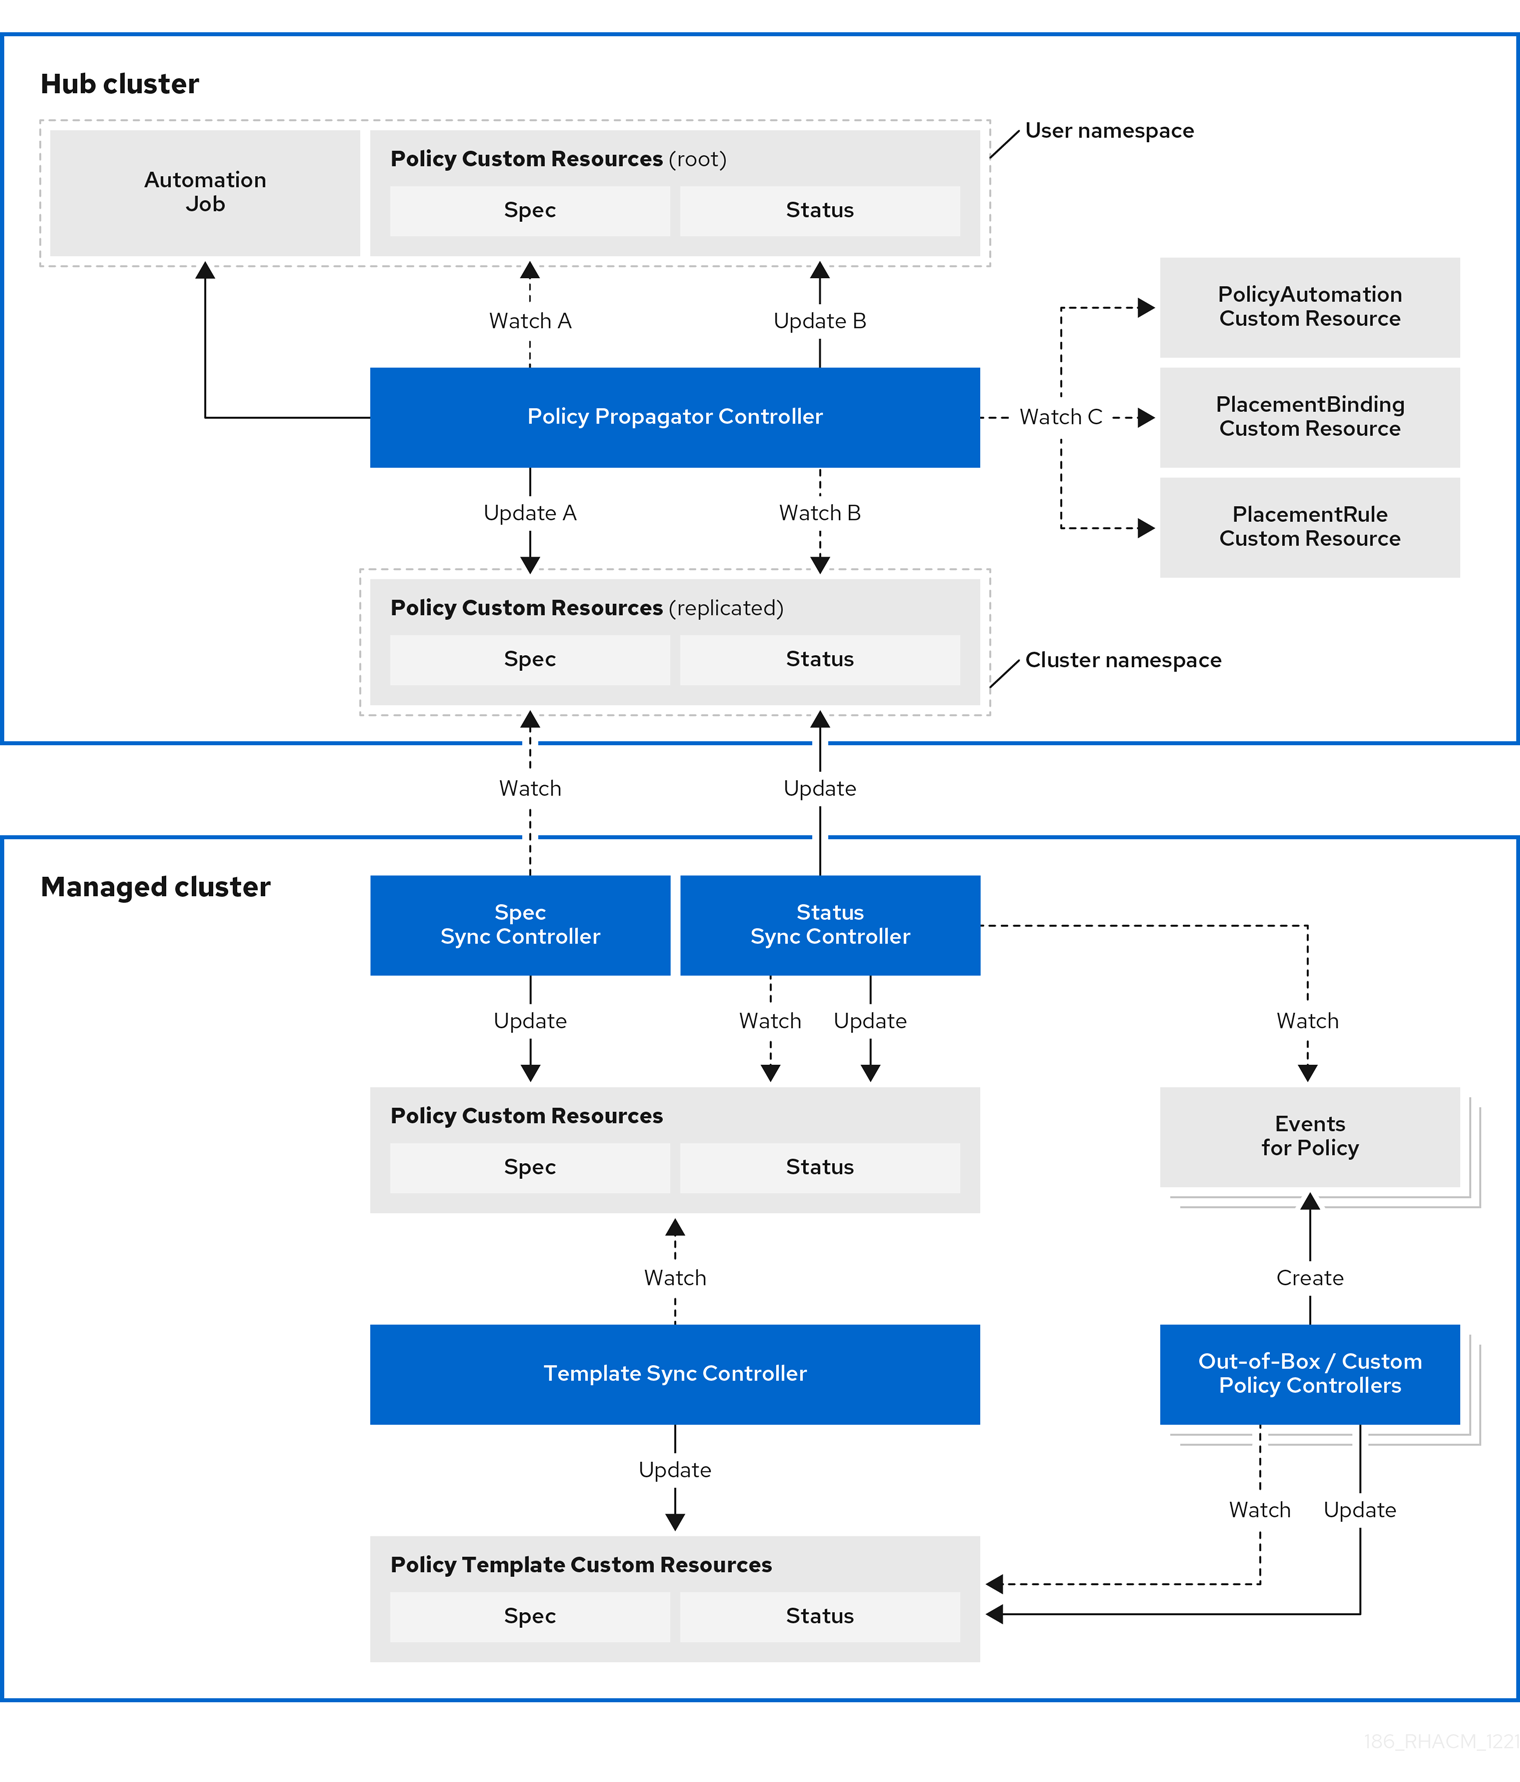 Hub cluster
User namespace
Automation
Job
Policy Custom Resources (root)
Spec
Status
Watch A
Update B
PolicyAutomation
Custom Resource
Policy Propagator Controller
Watch C
PlacementBinding
Custom Resource
Update A
Watch B
PlacementRule
Custom Resource
Policy Custom Resources (replicated)
Spec
Status
Cluster namespace
Watch
Update
Managed cluster
Spec
Sync Controller
Status
Sync Controller
Update
Watch
Update
Watch
Policy Custom Resources
Spec
Status
Events
for Policy
Watch
Create
Template Sync Controller
Out-of-Box / Custom
Policy Controllers
Update
Watch
Update
Policy Template Custom Resources
Spec
Status
186_RHACM_1221